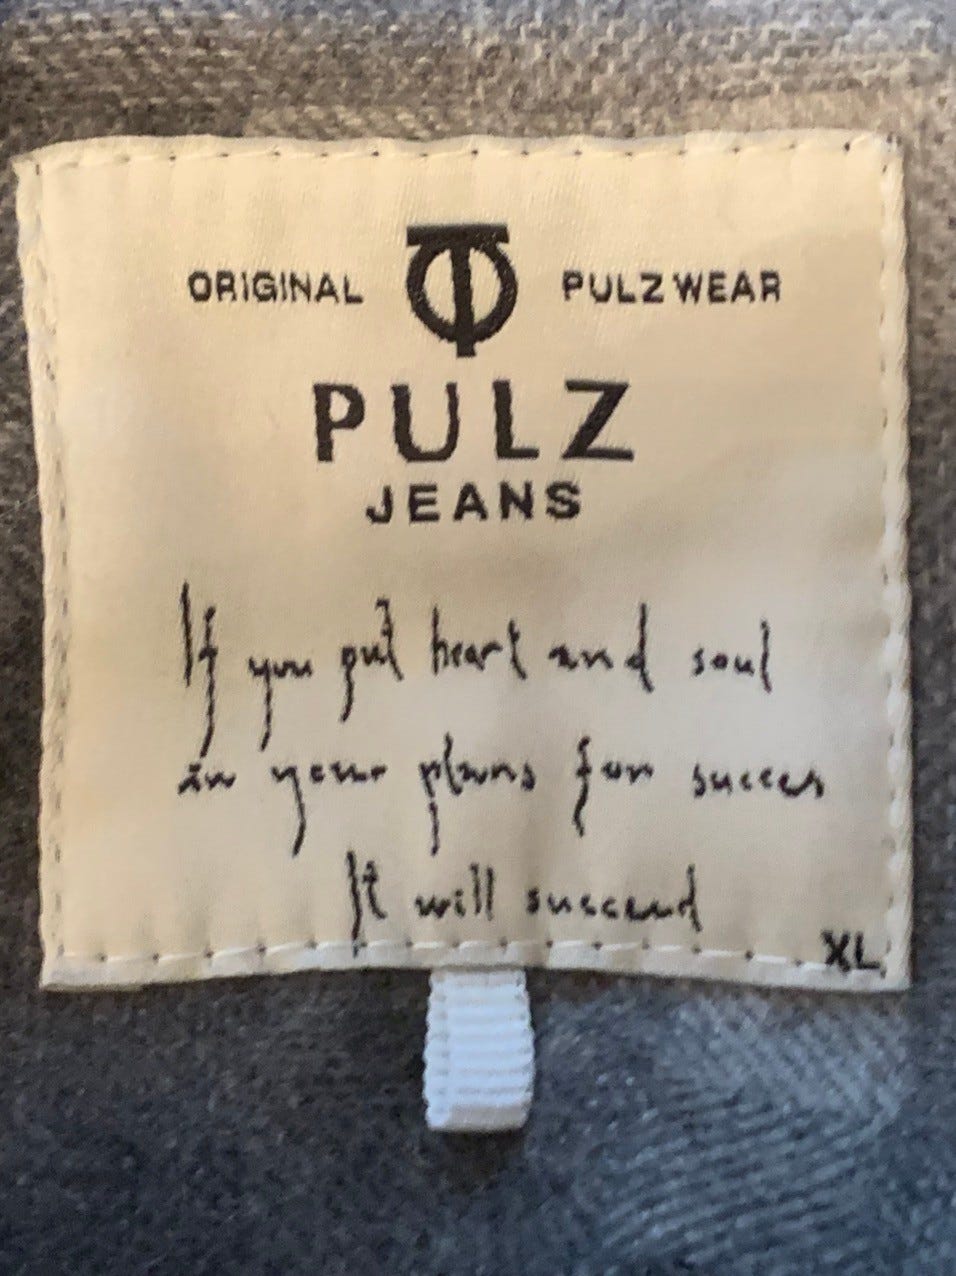 ORIGINAL PULZWEAR
PULZ
JEANS
If you put heart and soul
in your plans for succes
It will succeed
XL